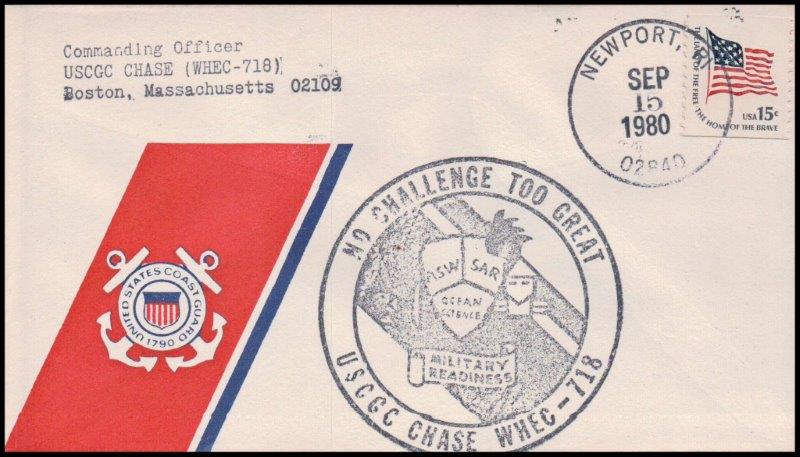 Commanding Officer
USCGC CHASE (WHEC-718)
Boston, Massachusetts 02109
NEWPORT, RI
SEP
15
1980
02840
THE LAND OF THE FREE THE HOME OF THE BRAVE
USA 15c
UNITED STATES COAST GUARD
1790
NO CHALLENGE TOO GREAT
ASW SAR
OCEAN
SCIENCE
MILITARY
READINESS
USCGC CHASE WHEC-718